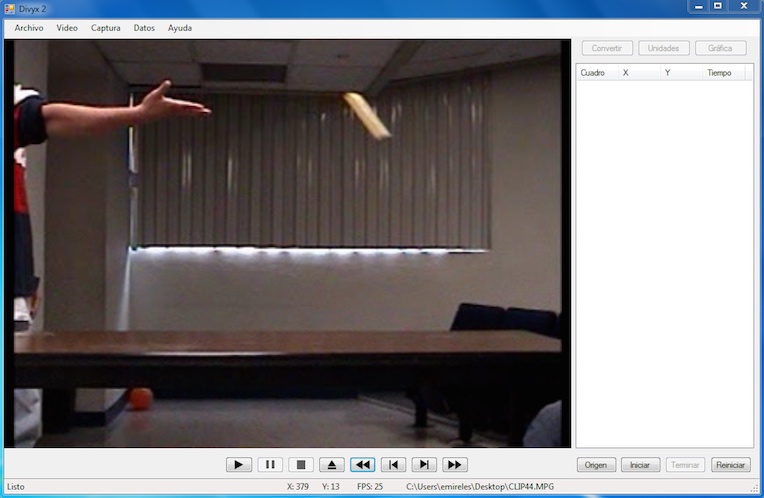 Divyx 2
Archivo Video Captura Datos Ayuda
Convertir Unidades Gráfica
Cuadro X Y Tiempo
Origen Iniciar Terminar Reiniciar
Listo X: 379 Y: 13 FPS: 25 C:\Users\emireles\Desktop\CLIP44.MPG